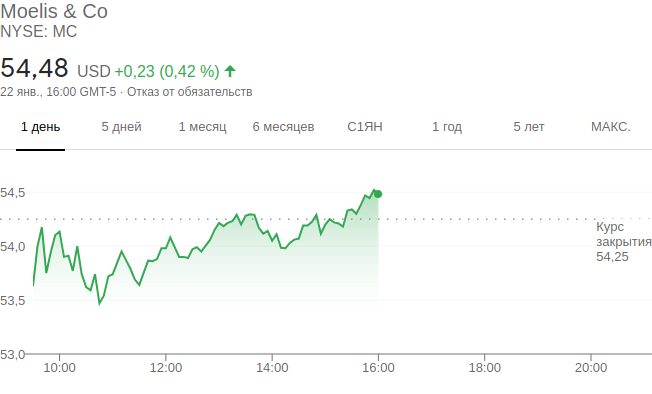 Moelis & Co
NYSE: MC
54,48 USD +0,23 (0,42 %)
22 янв., 16:00 GMT-5 · Отказ от обязательств
1 день 5 дней 1 месяц 6 месяцев С1ЯН 1 год 5 лет МАКС.
54,5
Курс
закрытия
54,0
54,25
53,5
53,0
10:00 12:00 14:00 16:00 18:00 20:00